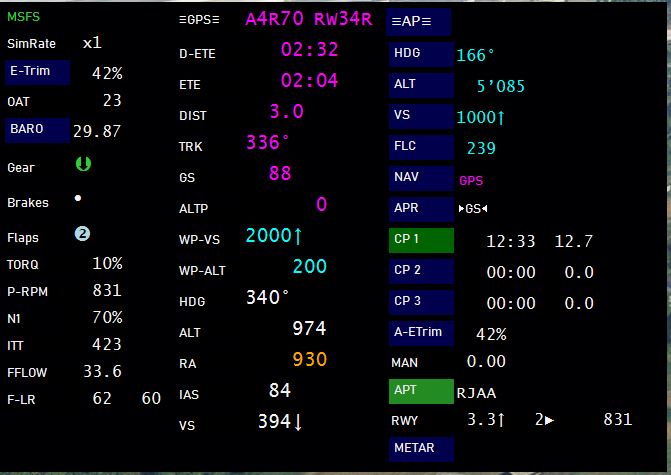 MSFS
SimRate x1
E-Trim 42%
OAT 23
BARO 29.87
Gear
Brakes
Flaps 2
TORQ 10%
P-RPM 831
N1 70%
ITT 423
FFLOW 33.6
F-LR 62 60
≡GPS≡ A4R70 RW34R
D-ETE 02:32
ETE 02:04
DIST 3.0
TRK 336°
GS 88
ALTP 0
WP-VS 2000↑
WP-ALT 200
HDG 340°
ALT 974
RA 930
IAS 84
VS 394↓
≡AP≡
HDG 166°
ALT 5’085
VS 1000↑
FLC 239
NAV GPS
APR ▸GS◂
CP 1 12:33 12.7
CP 2 00:00 0.0
CP 3 00:00 0.0
A-ETrim 42%
MAN 0.00
APT RJAA
RWY 3.3↑ 2► 831
METAR